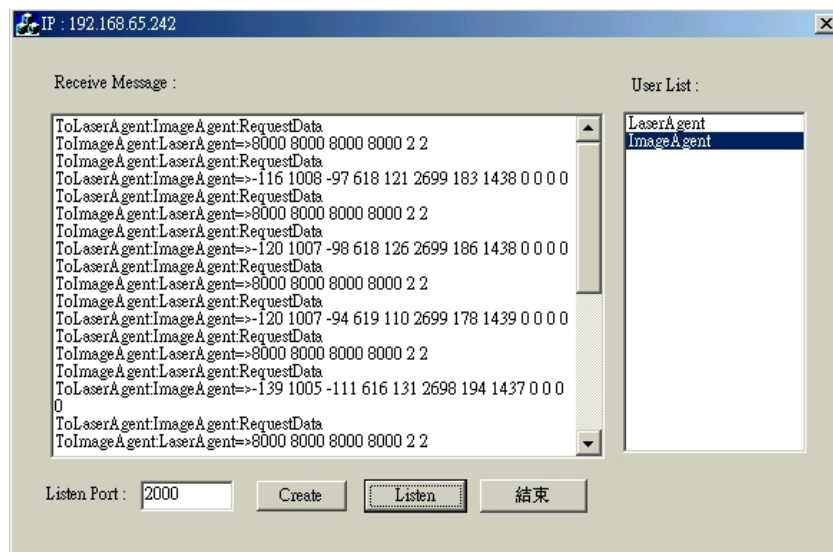 IP : 192.168.65.242
Receive Message :
User List :
ToLaserAgent:ImageAgent:RequestData
ToImageAgent:LaserAgent=>8000 8000 8000 8000 2 2
ToImageAgent:LaserAgent:RequestData
ToLaserAgent:ImageAgent=>-116 1008 -97 618 121 2699 183 1438 0 0 0 0
ToLaserAgent:ImageAgent:RequestData
ToImageAgent:LaserAgent=>8000 8000 8000 8000 2 2
ToImageAgent:LaserAgent:RequestData
ToLaserAgent:ImageAgent=>-120 1007 -98 618 126 2699 186 1438 0 0 0 0
ToLaserAgent:ImageAgent:RequestData
ToImageAgent:LaserAgent=>8000 8000 8000 8000 2 2
ToImageAgent:LaserAgent:RequestData
ToLaserAgent:ImageAgent=>-120 1007 -94 619 110 2699 178 1439 0 0 0 0
ToLaserAgent:ImageAgent:RequestData
ToImageAgent:LaserAgent=>8000 8000 8000 8000 2 2
ToImageAgent:LaserAgent:RequestData
ToLaserAgent:ImageAgent=>-139 1005 -111 616 131 2698 194 1437 0 0 0
0
ToLaserAgent:ImageAgent:RequestData
ToImageAgent:LaserAgent=>8000 8000 8000 8000 2 2
LaserAgent
ImageAgent
Listen Port : 2000 Create Listen 結束